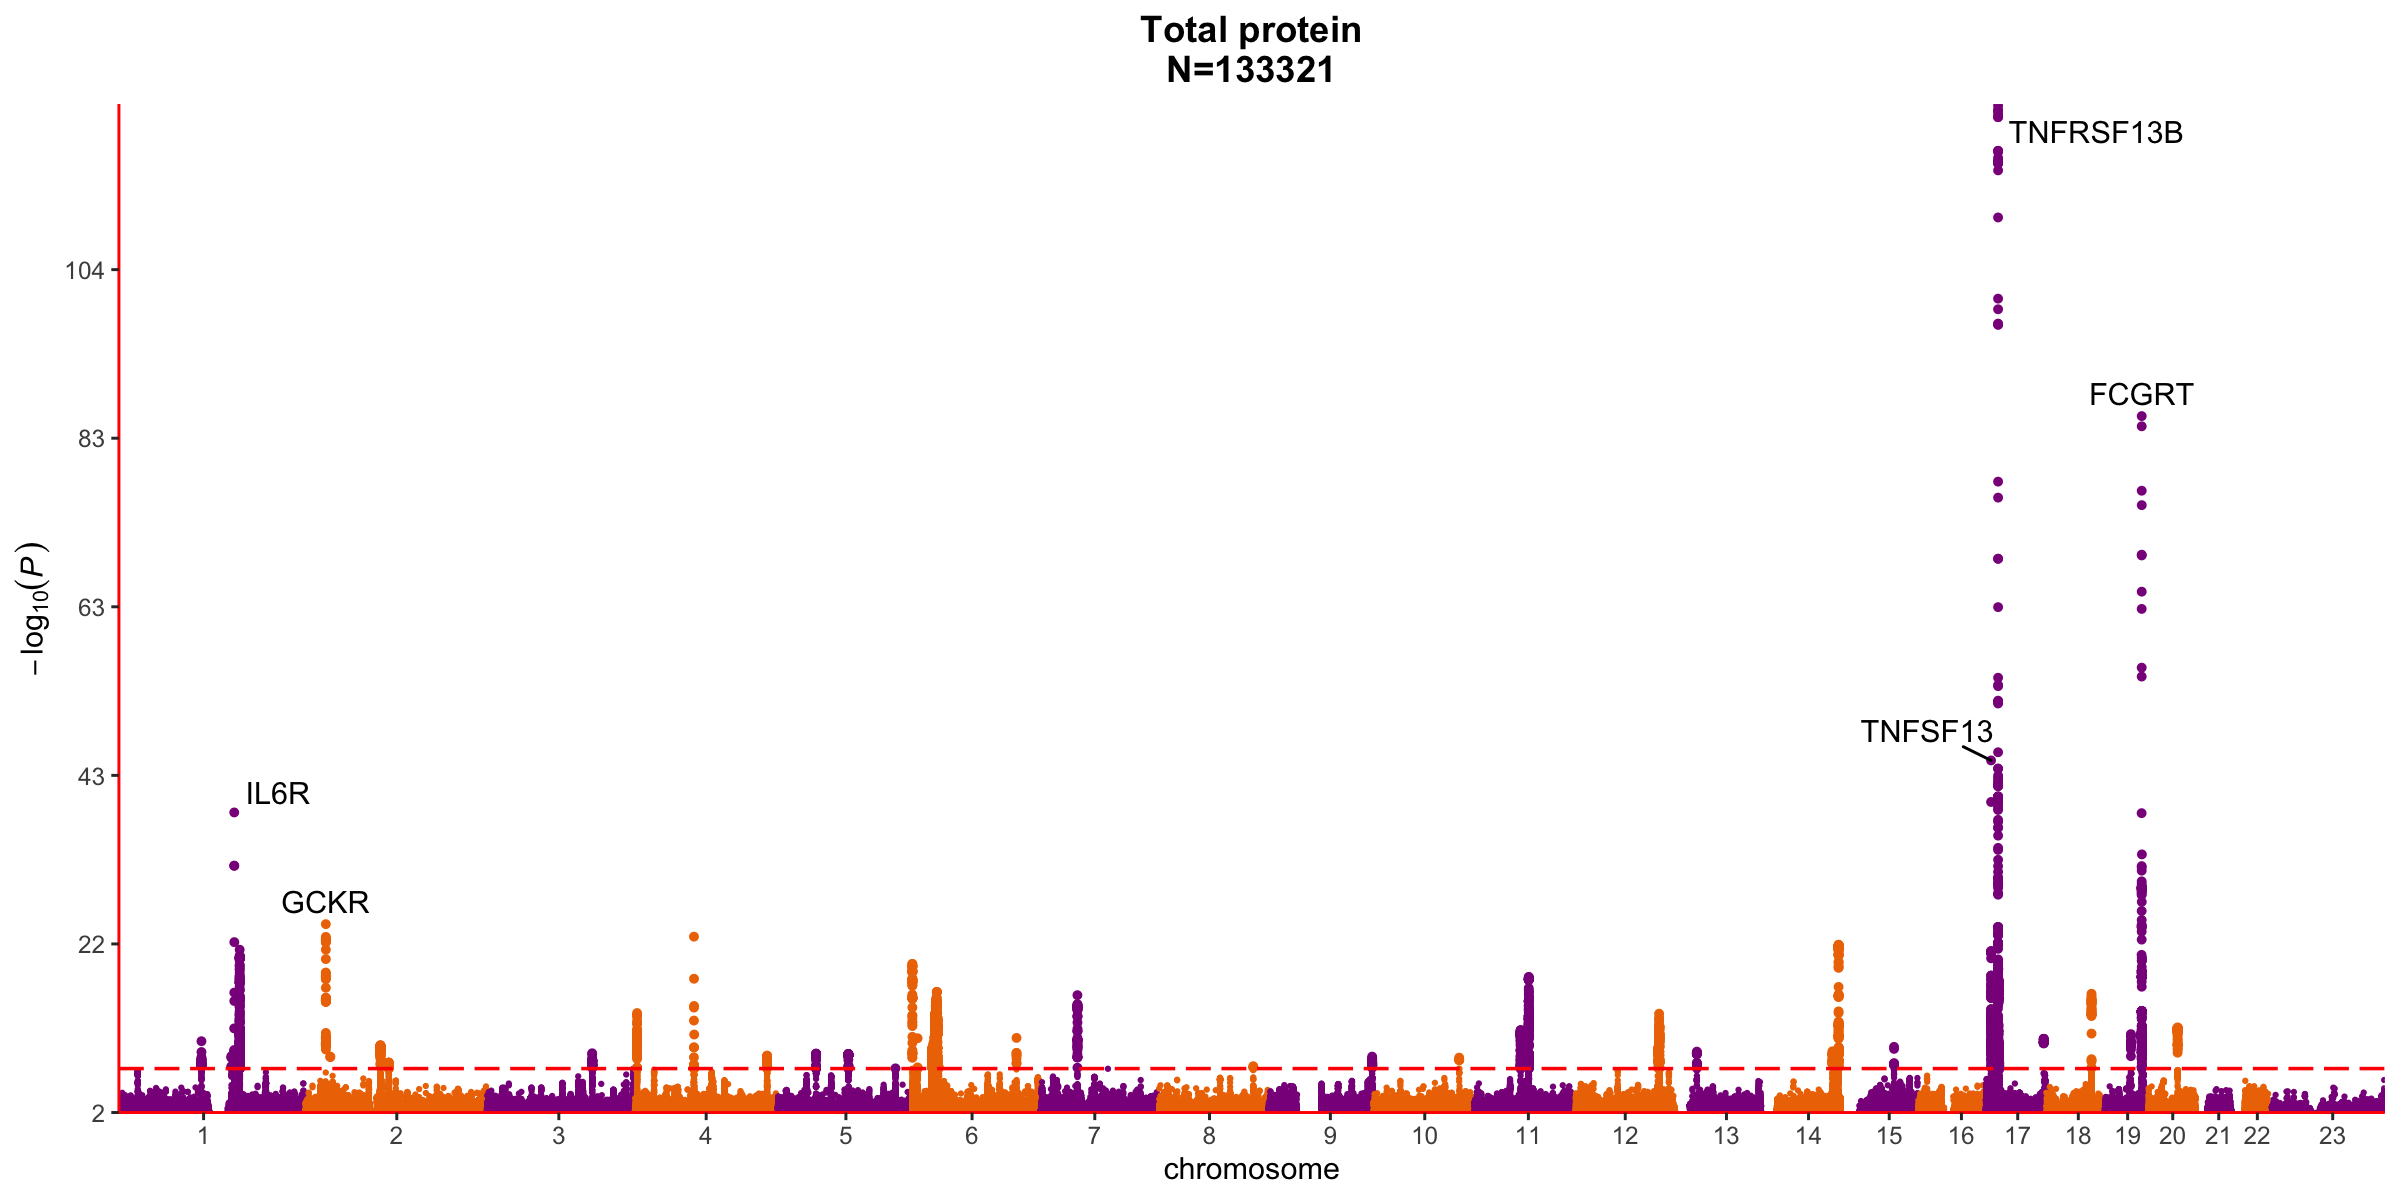 Total protein
N=133321
TNFRSF13B
104
FCGRT
83
−log₁₀(P)
63
TNFSF13
43
IL6R
GCKR
22
2
1 2 3 4 5 6 7 8 9 10 11 12 13 14 15 16 17 18 19 20 21 22 23
chromosome